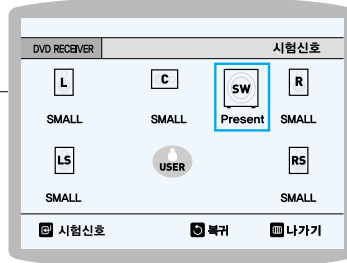 DVD RECEIVER 시험신호
L C SW R
SMALL SMALL Present SMALL
LS USER RS
SMALL SMALL
시험신호 복귀 나가기